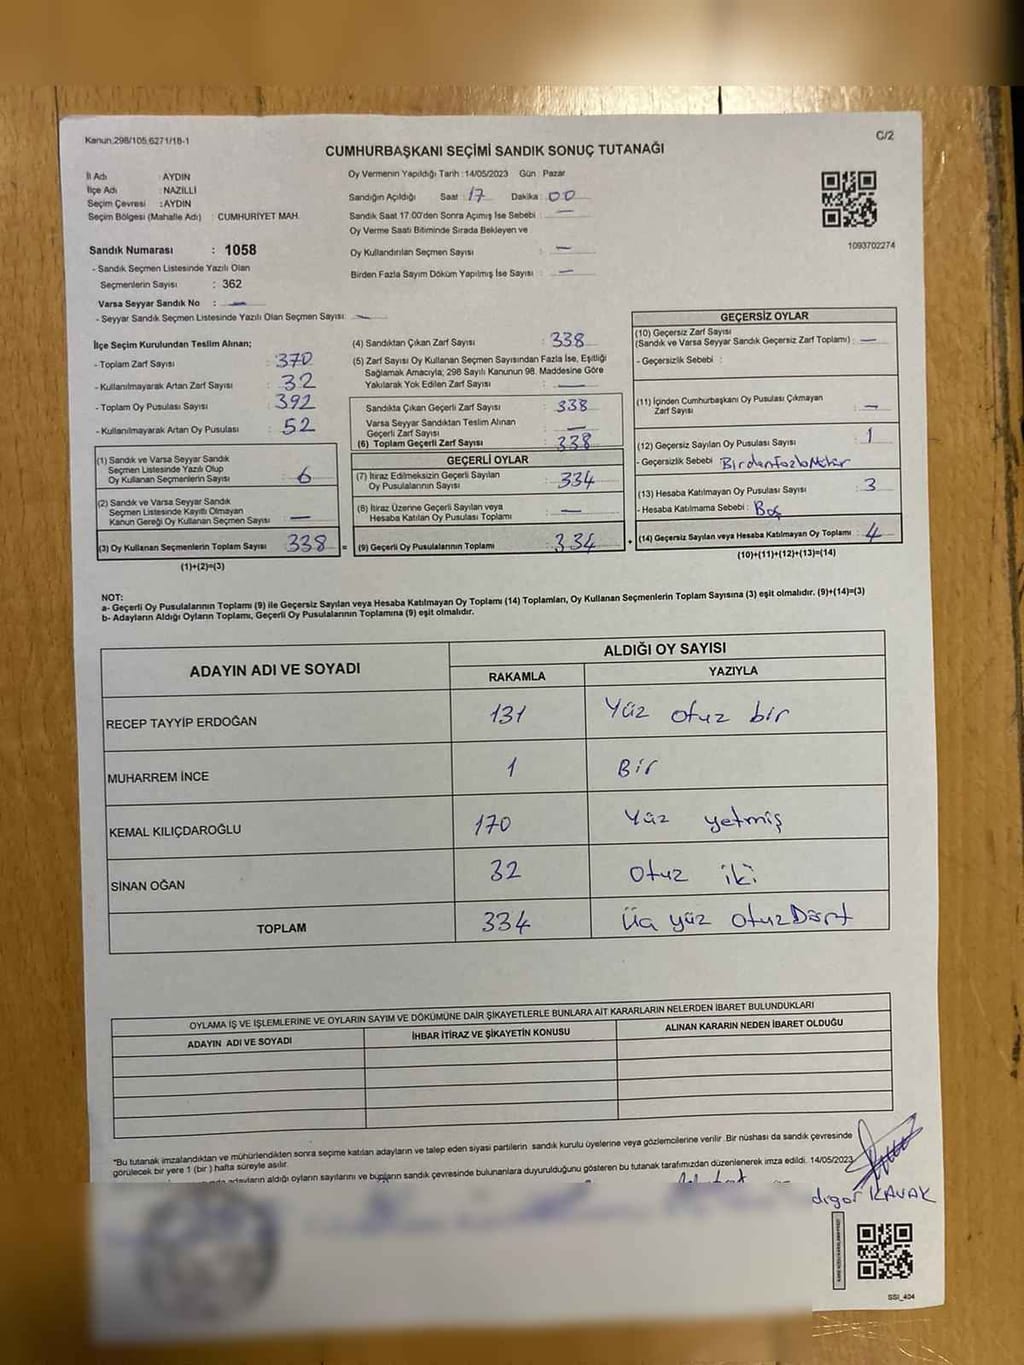 Kanun:298/105,6271/18-1
C/2
CUMHURBAŞKANI SEÇİMİ SANDIK SONUÇ TUTANAĞI
İl Adı : AYDIN
İlçe Adı : NAZİLLİ
Seçim Çevresi : AYDIN
Seçim Bölgesi (Mahalle Adı) : CUMHURİYET MAH.
Oy Vermenin Yapıldığı Tarih :14/05/2023 Gün : Pazar
Sandığın Açıldığı Saat : 17 Dakika : 00
Sandık Saat 17.00'den Sonra Açımış İse Sebebi : —
Oy Verme Saati Bitiminde Sırada Bekleyen ve
Oy Kullandırılan Seçmen Sayısı : —
Birden Fazla Sayım Döküm Yapılmış İse Sayısı : —
1093702274
Sandık Numarası : 1058
- Sandık Seçmen Listesinde Yazılı Olan
Seçmenlerin Sayısı : 362
Varsa Seyyar Sandık No : —
- Seyyar Sandık Seçmen Listesinde Yazılı Olan Seçmen Sayısı: —
İlçe Seçim Kurulundan Teslim Alınan;
- Toplam Zarf Sayısı : 370
- Kullanılmayarak Artan Zarf Sayısı : 32
- Toplam Oy Pusulası Sayısı : 392
- Kullanılmayarak Artan Oy Pusulası : 52
(1) Sandık ve Varsa Seyyar Sandık
Seçmen Listesinde Yazılı Olup
Oy Kullanan Seçmenlerin Sayısı : 6
(2) Sandık ve Varsa Seyyar Sandık
Seçmen Listesinde Kayıtlı Olmayan
Kanun Gereği Oy Kullanan Seçmen Sayısı : —
(3) Oy Kullanan Seçmenlerin Toplam Sayısı : 338 =
(1)+(2)=(3)
(4) Sandıktan Çıkan Zarf Sayısı : 338
(5) Zarf Sayısı Oy Kullanan Seçmen Sayısından Fazla İse, Eşitliği
Sağlamak Amacıyla; 298 Sayılı Kanunun 98. Maddesine Göre
Yakılarak Yok Edilen Zarf Sayısı : —
Sandıkta Çıkan Geçerli Zarf Sayısı : 338
Varsa Seyyar Sandıktan Teslim Alınan
Geçerli Zarf Sayısı : —
(6) Toplam Geçerli Zarf Sayısı : 338
GEÇERLİ OYLAR
(7) İtiraz Edilmeksizin Geçerli Sayılan
Oy Pusulalarının Sayısı : 334
(8) İtiraz Üzerine Geçerli Sayılan veya
Hesaba Katılan Oy Pusulası Toplamı : —
(9) Geçerli Oy Pusulalarının Toplamı : 334 +
GEÇERSİZ OYLAR
(10) Geçersiz Zarf Sayısı
(Sandık ve Varsa Seyyar Sandık Geçersiz Zarf Toplamı) : —
- Geçersizlik Sebebi :
(11) İçinden Cumhurbaşkanı Oy Pusulası Çıkmayan
Zarf Sayısı : —
(12) Geçersiz Sayılan Oy Pusulası Sayısı : 1
- Geçersizlik Sebebi : BirdenfazlaMühür
(13) Hesaba Katılmayan Oy Pusulası Sayısı : 3
- Hesaba Katılmama Sebebi : Boş
(14) Geçersiz Sayılan veya Hesaba Katılmayan Oy Toplamı : 4
(10)+(11)+(12)+(13)=(14)
NOT:
a- Geçerli Oy Pusulalarının Toplamı (9) ile Geçersiz Sayılan veya Hesaba Katılmayan Oy Toplamı (14) Toplamları, Oy Kullanan Seçmenlerin Toplam Sayısına (3) eşit olmalıdır. (9)+(14)=(3)
b- Adayların Aldığı Oyların Toplamı, Geçerli Oy Pusulalarının Toplamına (9) eşit olmalıdır.
ADAYIN ADI VE SOYADI
ALDIĞI OY SAYISI
RAKAMLA YAZIYLA
RECEP TAYYİP ERDOĞAN 131 Yüz otuz bir
MUHARREM İNCE 1 Bir
KEMAL KILIÇDAROĞLU 170 Yüz yetmiş
SİNAN OĞAN 32 Otuz iki
TOPLAM 334 Üç yüz otuzDört
OYLAMA İŞ VE İŞLEMLERİNE VE OYLARIN SAYIM VE DÖKÜMÜNE DAİR ŞİKAYETLERLE BUNLARA AİT KARARLARIN NELERDEN İBARET BULUNDUKLARI
ADAYIN ADI VE SOYADI İHBAR İTİRAZ VE ŞİKAYETİN KONUSU ALINAN KARARIN NEDEN İBARET OLDUĞU
"Bu tutanak imzalandıktan ve mühürlendikten sonra seçime katılan adayların ve talep eden siyasi partilerin sandık kurulu üyelerine veya gözlemcilerine verilir .Bir nüshası da sandık çevresinde
görülecek bir yere 1 (bir ) hafta süreyle asılır.
adayların aldığı oyların sayılarını ve bunların sandık çevresinde bulunanlara duyurulduğunu gösteren bu tutanak tarafımızdan düzenlenerek imza edildi. 14/05/2023
KAVAK
SSI_404